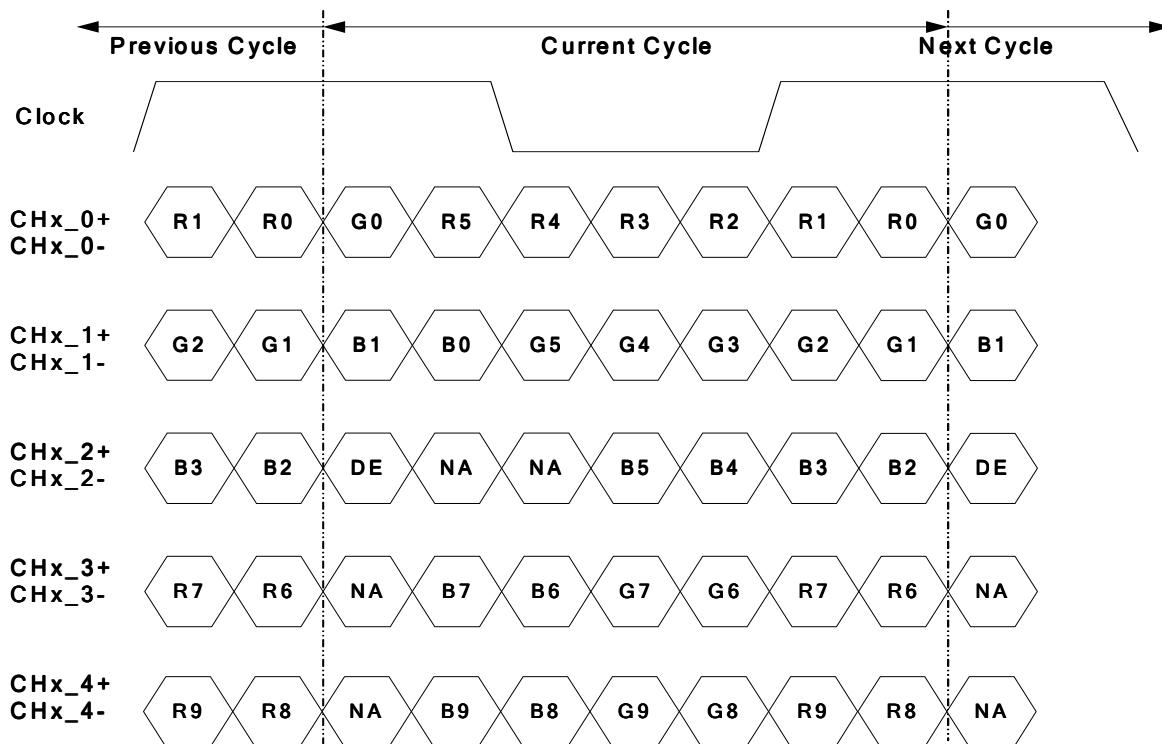 Previous Cycle Current Cycle Next Cycle
Clock
CHx_0+
CHx_0-
R1 R0 G0 R5 R4 R3 R2 R1 R0 G0
CHx_1+
CHx_1-
G2 G1 B1 B0 G5 G4 G3 G2 G1 B1
CHx_2+
CHx_2-
B3 B2 DE NA NA B5 B4 B3 B2 DE
CHx_3+
CHx_3-
R7 R6 NA B7 B6 G7 G6 R7 R6 NA
CHx_4+
CHx_4-
R9 R8 NA B9 B8 G9 G8 R9 R8 NA